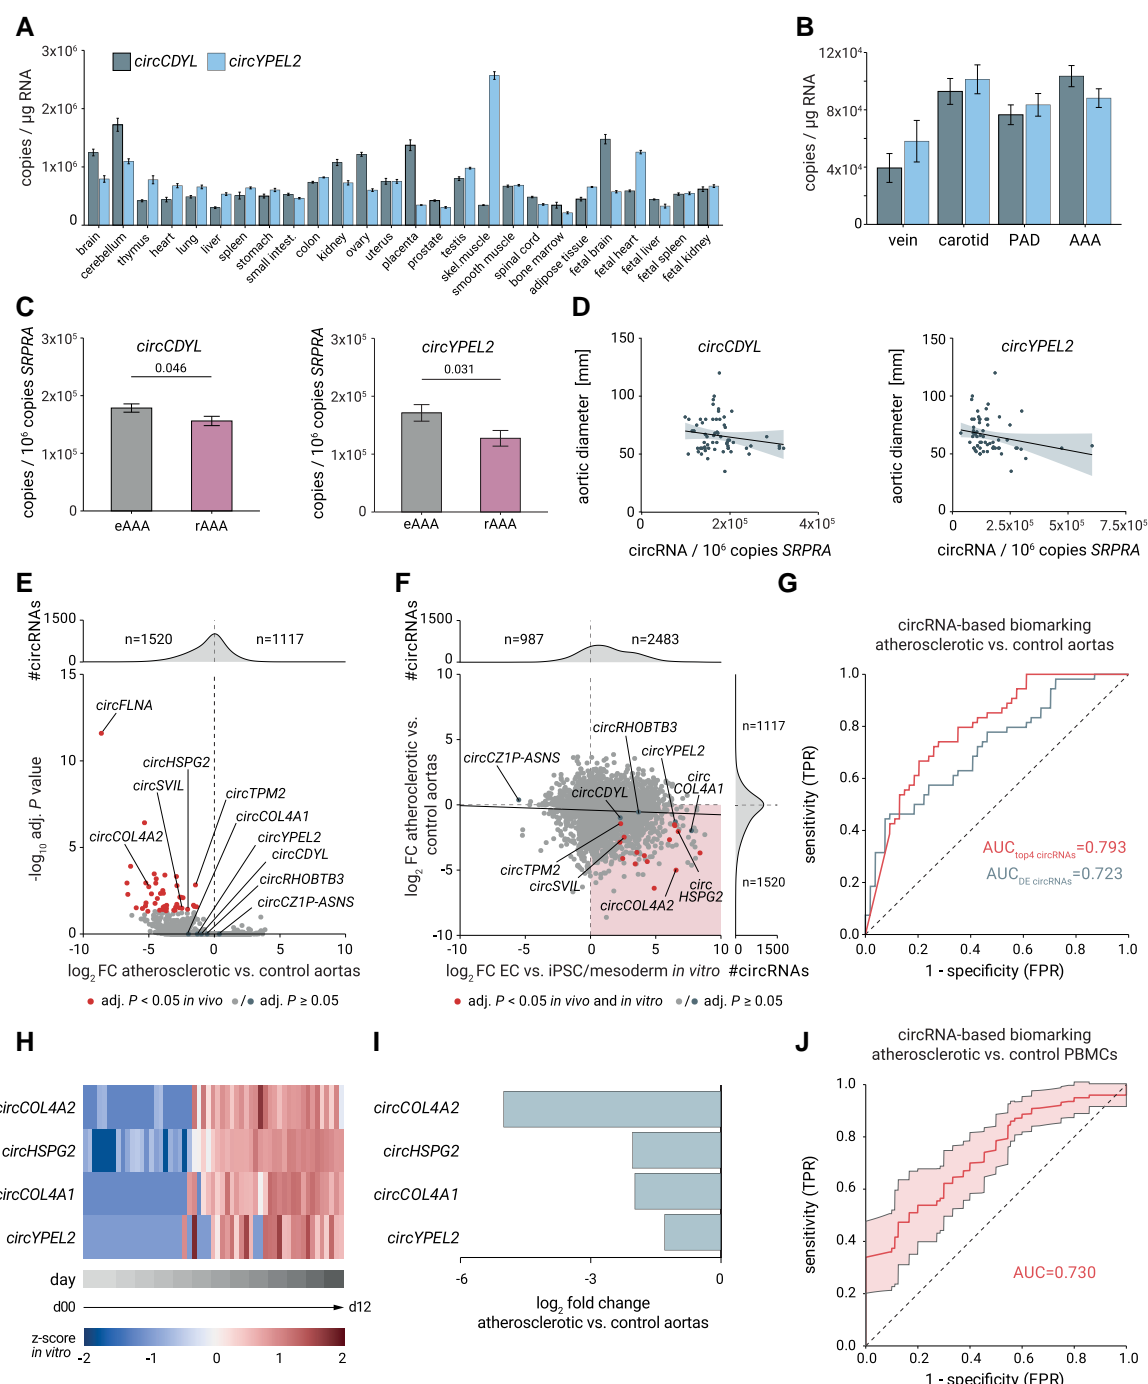 A
3x10⁶
2x10⁶
1x10⁶
0
copies / µg RNA
circCDYL
circYPEL2
brain
cerebellum
thymus
heart
lung
liver
spleen
stomach
small intest.
colon
kidney
ovary
uterus
placenta
prostate
testis
skel.muscle
smooth muscle
spinal cord
bone marrow
adipose tissue
fetal brain
fetal heart
fetal liver
fetal spleen
fetal kidney
B
12x10⁴
8x10⁴
4x10⁴
0
copies / µg RNA
vein
carotid
PAD
AAA
C
copies / 10⁶ copies SRPRA
3x10⁵
2x10⁵
1x10⁵
0
circCDYL
0.046
eAAA
rAAA
copies / 10⁶ copies SRPRA
3x10⁵
2x10⁵
1x10⁵
0
circYPEL2
0.031
eAAA
rAAA
D
aortic diameter [mm]
150
100
50
0
circCDYL
0
2x10⁵
4x10⁵
circRNA / 10⁶ copies SRPRA
aortic diameter [mm]
150
100
50
0
circYPEL2
0
2.5x10⁵
5x10⁵
7.5x10⁵
circRNA / 10⁶ copies SRPRA
E
#circRNAs
1500
0
n=1520
n=1117
15
10
5
0
-log₁₀ adj. P value
circFLNA
circHSPG2
circSVIL
circCOL4A2
circTPM2
circCOL4A1
circYPEL2
circCDYL
circRHOBTB3
circCZ1P-ASNS
-10
-5
0
5
10
log₂ FC atherosclerotic vs. control aortas
adj. P < 0.05 in vivo
/
adj. P ≥ 0.05
F
#circRNAs
1500
0
n=987
n=2483
10
5
0
-5
-10
log₂ FC atherosclerotic vs.
control aortas
circRHOBTB3
circYPEL2
circCZ1P-ASNS
circ
COL4A1
circCDYL
circTPM2
circSVIL
circCOL4A2
circ
HSPG2
n=1117
n=1520
-10
-5
0
5
10
0
1500
log₂ FC EC vs. iPSC/mesoderm in vitro
#circRNAs
adj. P < 0.05 in vivo and in vitro
/
adj. P ≥ 0.05
G
circRNA-based biomarking
atherosclerotic vs. control aortas
1.0
0.8
0.6
0.4
0.2
0.0
sensitivity (TPR)
AUC top4 circRNAs=0.793
AUC DE circRNAs=0.723
0.0
0.2
0.4
0.6
0.8
1.0
1 - specificity (FPR)
H
circCOL4A2
circHSPG2
circCOL4A1
circYPEL2
day
d00
d12
z-score
in vitro
-2
-1
0
1
2
I
circCOL4A2
circHSPG2
circCOL4A1
circYPEL2
-6
-3
0
log₂ fold change
atherosclerotic vs. control aortas
J
circRNA-based biomarking
atherosclerotic vs. control PBMCs
1.0
0.8
0.6
0.4
0.2
0.0
sensitivity (TPR)
AUC=0.730
0.0
0.2
0.4
0.6
0.8
1.0
1 - specificity (FPR)